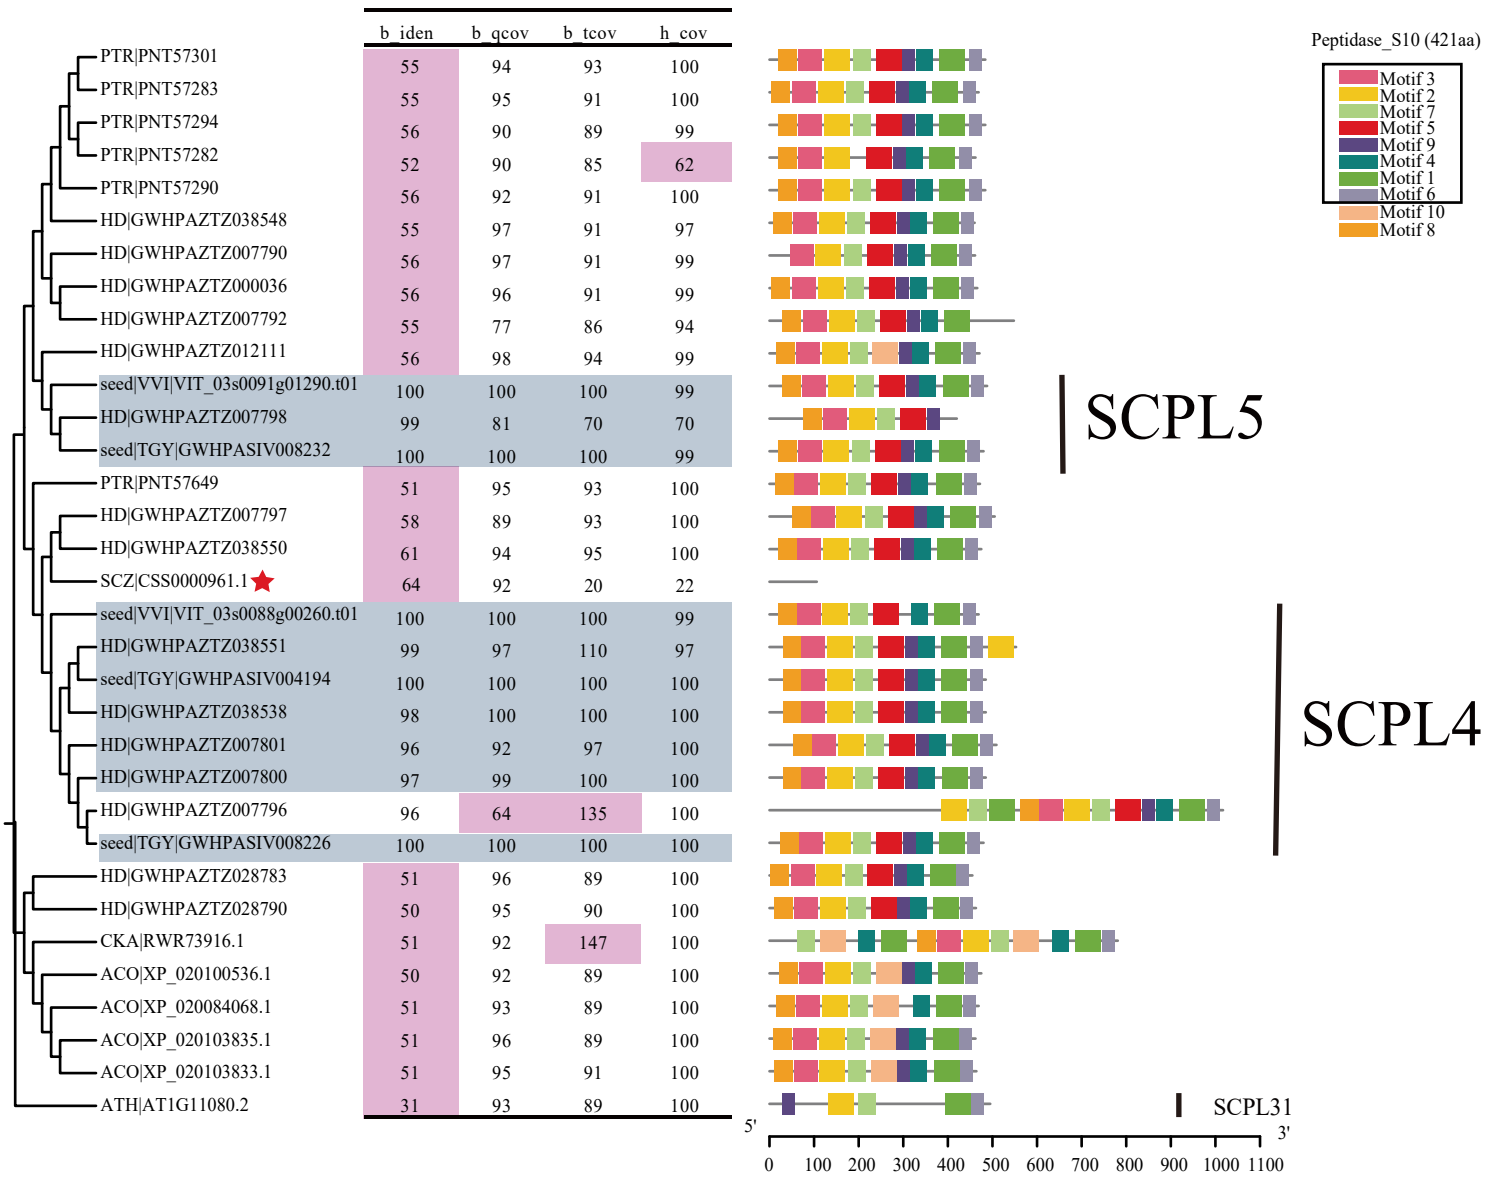 b_iden b_qcov b_tcov h_cov
PTR|PNT57301 55 94 93 100
PTR|PNT57283 55 95 91 100
PTR|PNT57294 56 90 89 99
PTR|PNT57282 52 90 85 62
PTR|PNT57290 56 92 91 100
HD|GWHPAZTZ038548 55 97 91 97
HD|GWHPAZTZ007790 56 97 91 99
HD|GWHPAZTZ000036 56 96 91 99
HD|GWHPAZTZ007792 55 77 86 94
HD|GWHPAZTZ012111 56 98 94 99
seed|VVI|VIT_03s0091g01290.t01 100 100 100 99
HD|GWHPAZTZ007798 99 81 70 70
seed|TGY|GWHPASIV008232 100 100 100 99
PTR|PNT57649 51 95 93 100
HD|GWHPAZTZ007797 58 89 93 100
HD|GWHPAZTZ038550 61 94 95 100
SCZ|CSS0000961.1 64 92 20 22
seed|VVI|VIT_03s0088g00260.t01 100 100 100 99
HD|GWHPAZTZ038551 99 97 110 97
seed|TGY|GWHPASIV004194 100 100 100 100
HD|GWHPAZTZ038538 98 100 100 100
HD|GWHPAZTZ007801 96 92 97 100
HD|GWHPAZTZ007800 97 99 100 100
HD|GWHPAZTZ007796 96 64 135 100
seed|TGY|GWHPASIV008226 100 100 100 100
HD|GWHPAZTZ028783 51 96 89 100
HD|GWHPAZTZ028790 50 95 90 100
CKA|RWR73916.1 51 92 147 100
ACO|XP_020100536.1 50 92 89 100
ACO|XP_020084068.1 51 93 89 100
ACO|XP_020103835.1 51 96 89 100
ACO|XP_020103833.1 51 95 91 100
ATH|AT1G11080.2 31 93 89 100
SCPL5
SCPL4
SCPL31
5'
3'
0 100 200 300 400 500 600 700 800 900 1000 1100
Peptidase_S10 (421aa)
Motif 3
Motif 2
Motif 7
Motif 5
Motif 9
Motif 4
Motif 1
Motif 6
Motif 10
Motif 8